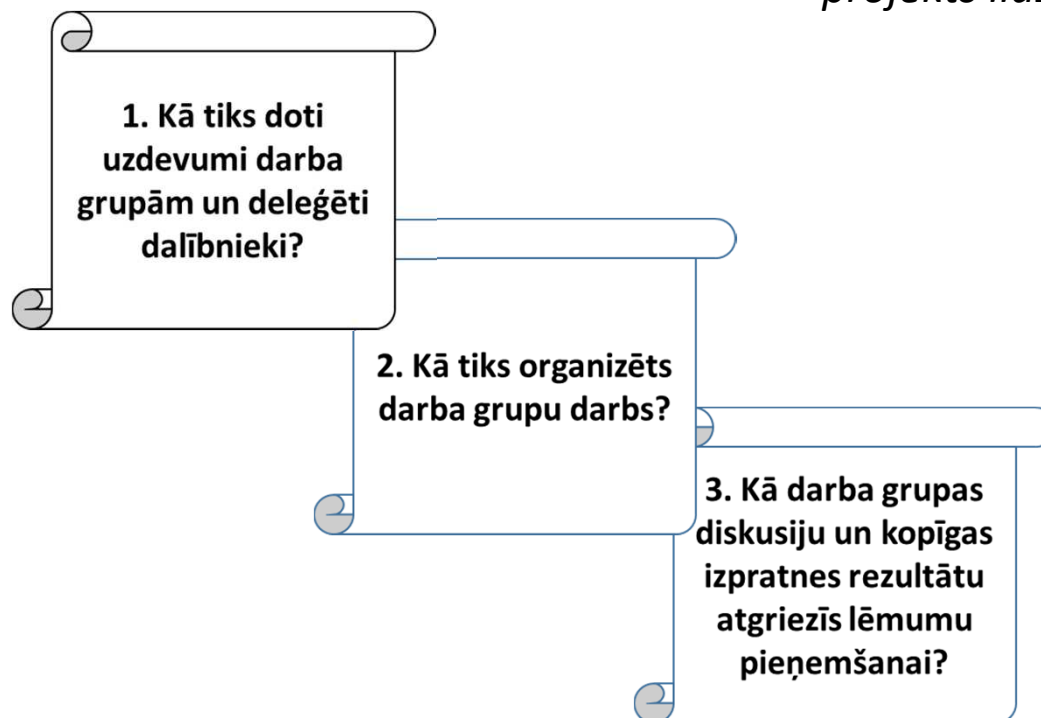 1. Kā tiks doti
uzdevumi darba
grupām un deleģēti
dalībnieki?
2. Kā tiks organizēts
darba grupu darbs?
3. Kā darba grupas
diskusiju un kopīgas
izpratnes rezultātu
atgriezīs lēmumu
pieņemšanai?